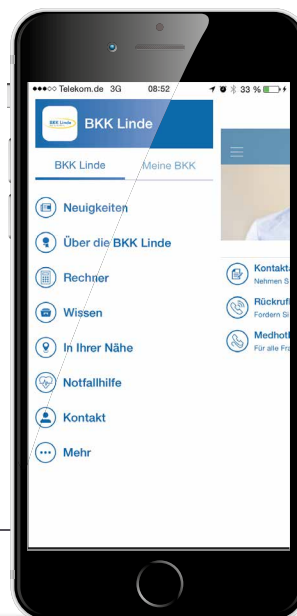 Telekom.de 3G 08:52 33 %
BKK Linde
BKK Linde
BKK Linde Meine BKK
Neuigkeiten
Über die BKK Linde
Rechner
Wissen
In Ihrer Nähe
Notfallhilfe
Kontakt
Mehr
Kontakt
Nehmen S
Rückruf
Fordern Si
Medhot
Für alle Fra